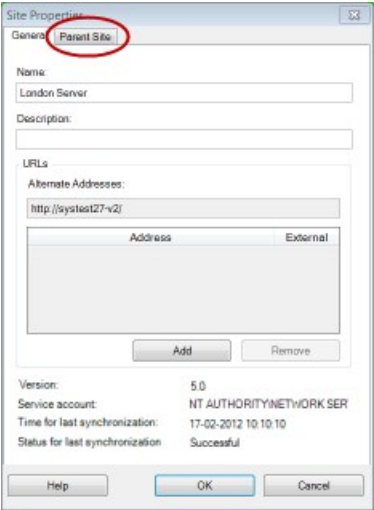 Site Properties
General Parent Site
Name:
London Server
Description:
URLs
Alternate Addresses:
http://systest27-v2/
Address External
Add Remove
Version: 5.0
Service account: NT AUTHORITY\NETWORK SER
Time for last synchronization: 17-02-2012 10:10:10
Status for last synchronization Successful
Help OK Cancel